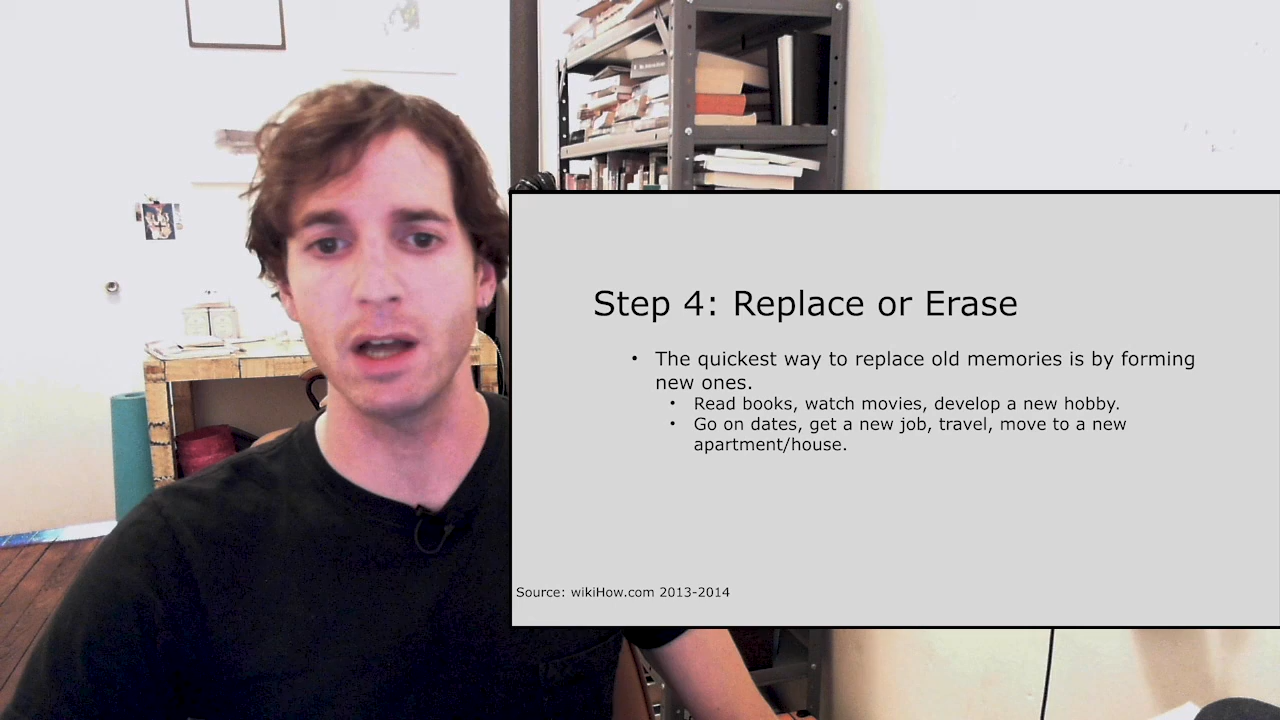 Step 4: Replace or Erase
• The quickest way to replace old memories is by forming
new ones.
• Read books, watch movies, develop a new hobby.
• Go on dates, get a new job, travel, move to a new
apartment/house.
Source: wikiHow.com 2013-2014